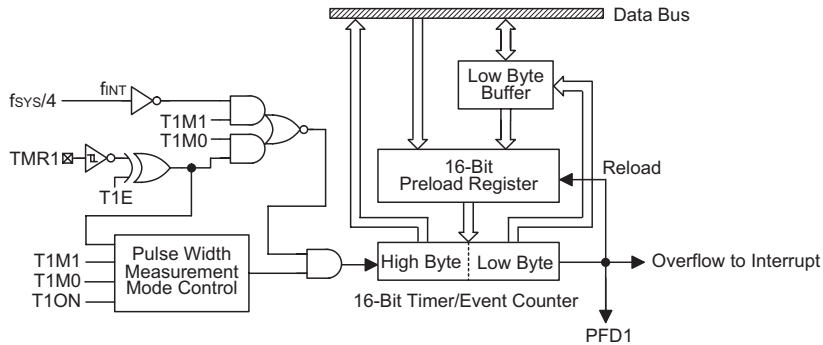 Data Bus
fSYS/4
fINT
T1M1
T1M0
TMR1
T1E
Low Byte
Buffer
16-Bit
Preload Register
Reload
T1M1
T1M0
T1ON
Pulse Width
Measurement
Mode Control
High Byte
Low Byte
16-Bit Timer/Event Counter
Overflow to Interrupt
PFD1